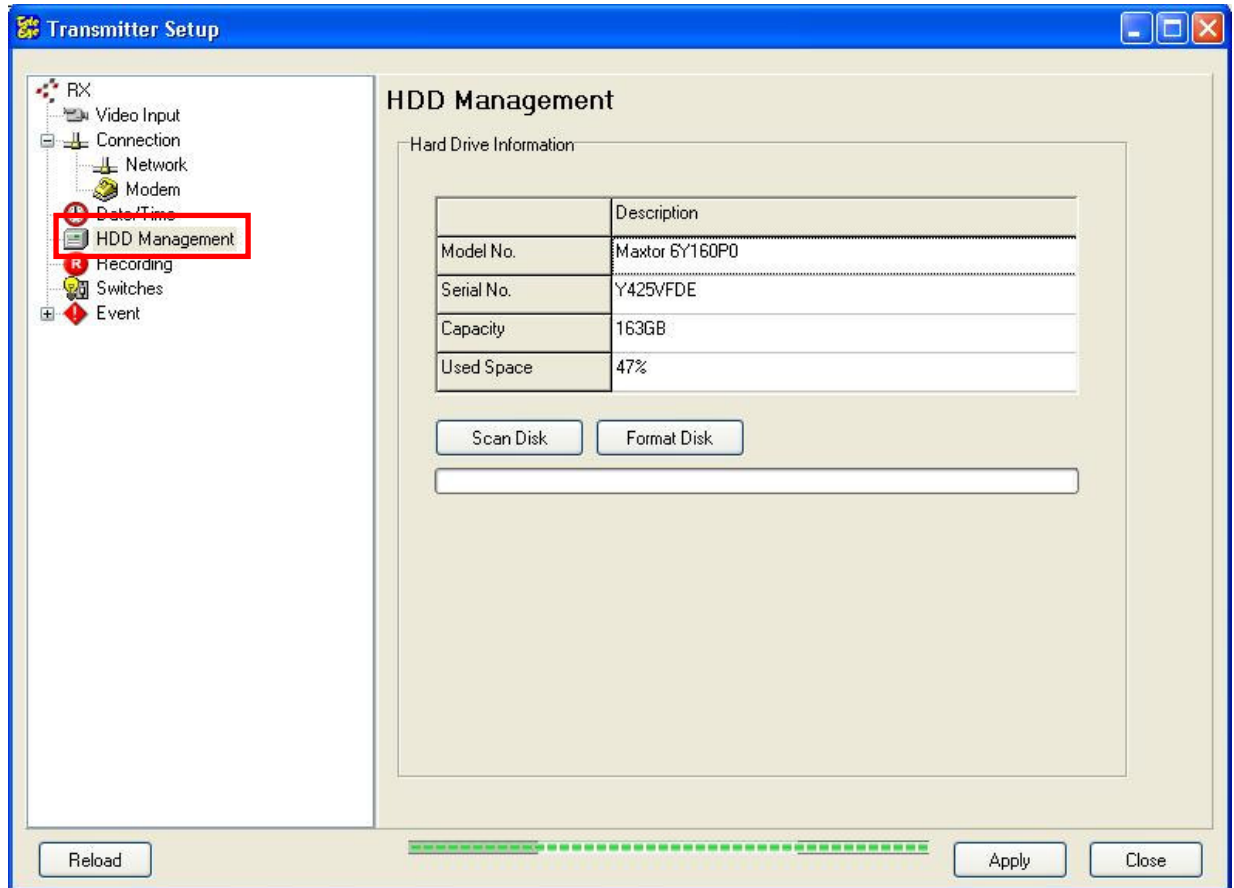 Transmitter Setup
RX
Video Input
Connection
Network
Modem
Date/Time
HDD Management
Recording
Switches
Event
HDD Management
Hard Drive Information
Description
Model No. Maxtor 6Y160P0
Serial No. Y425VFDE
Capacity 163GB
Used Space 47%
Scan Disk Format Disk
Reload Apply Close